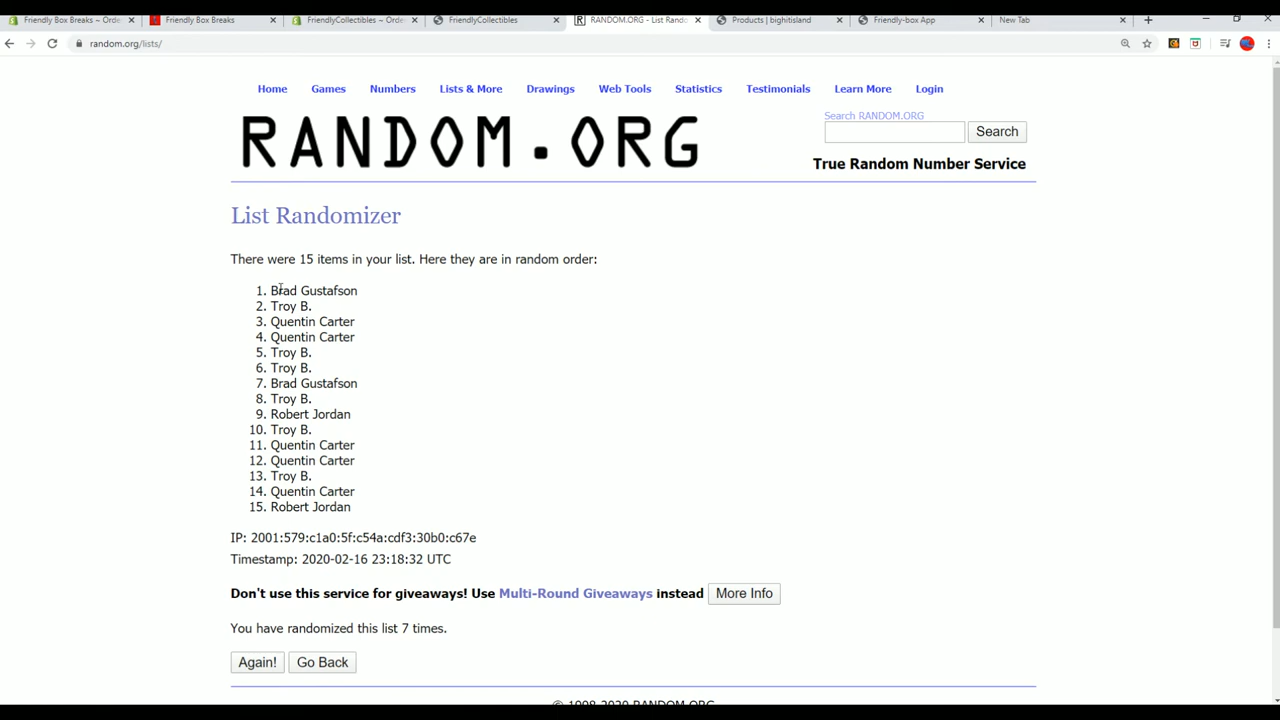 Friendly Box Breaks ~ Orde
Friendly Box Breaks
FriendlyCollectibles ~ Orde
FriendlyCollectibles
RANDOM.ORG - List Rando
Products | bighitisland
Friendly-box App
New Tab
random.org/lists/
Home Games Numbers Lists & More Drawings Web Tools Statistics Testimonials Learn More Login
RANDOM.ORG
Search RANDOM.ORG
Search
True Random Number Service
List Randomizer
There were 15 items in your list. Here they are in random order:
1. Brad Gustafson
2. Troy B.
3. Quentin Carter
4. Quentin Carter
5. Troy B.
6. Troy B.
7. Brad Gustafson
8. Troy B.
9. Robert Jordan
10. Troy B.
11. Quentin Carter
12. Quentin Carter
13. Troy B.
14. Quentin Carter
15. Robert Jordan
IP: 2001:579:c1a0:5f:c54a:cdf3:30b0:c67e
Timestamp: 2020-02-16 23:18:32 UTC
Don't use this service for giveaways! Use Multi-Round Giveaways instead More Info
You have randomized this list 7 times.
Again! Go Back
© 1998-2020 RANDOM.ORG